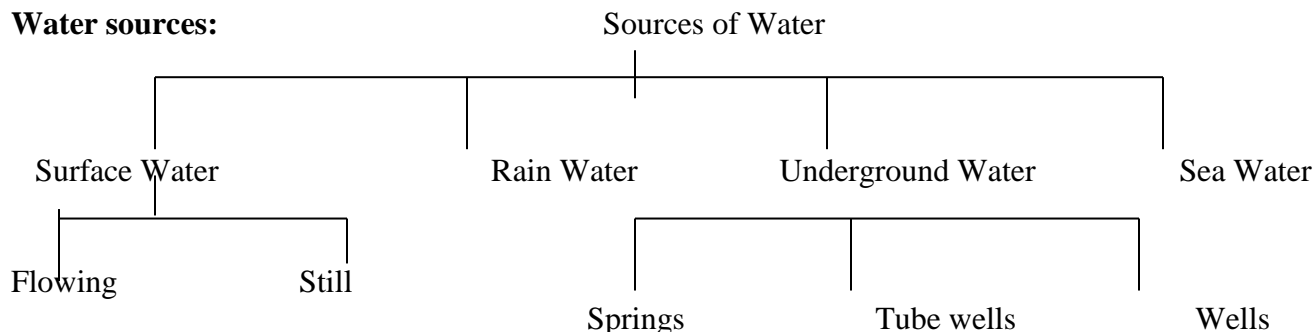 Water sources: Sources of Water
Surface Water Rain Water Underground Water Sea Water
Flowing Still
Springs Tube wells Wells